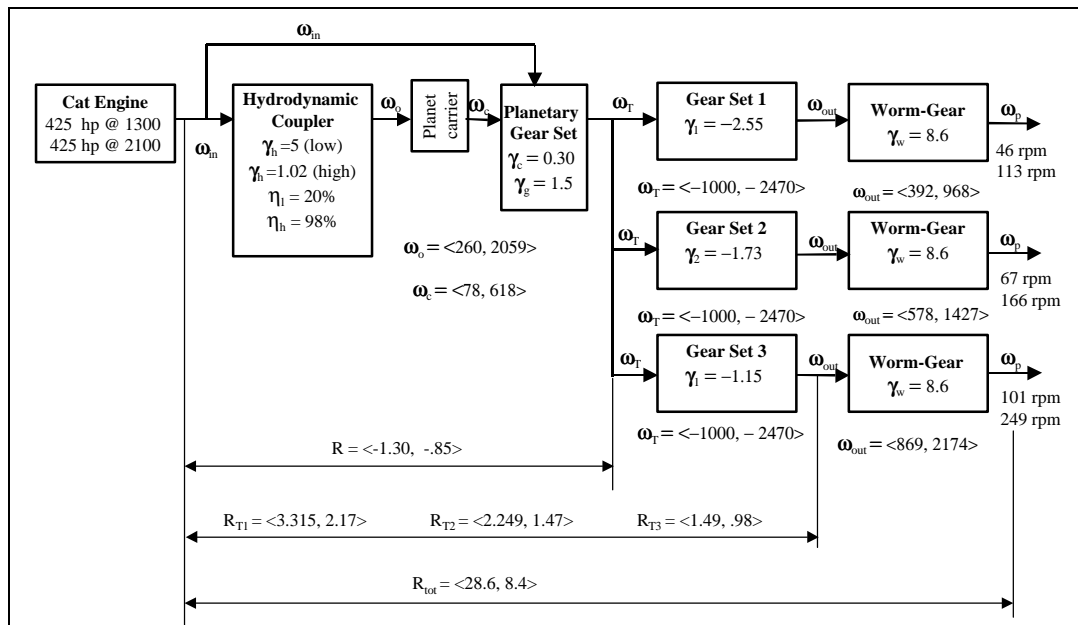 ω_in
Cat Engine
425 hp @ 1300
425 hp @ 2100
ω_in
Hydrodynamic
Coupler
γ_h =5 (low)
γ_h =1.02 (high)
η_l = 20%
η_h = 98%
ω_o
Planet
carrier
ω_c
Planetary
Gear Set
γ_c = 0.30
γ_g = 1.5
ω_o = <260, 2059>
ω_c = <78, 618>
ω_T
Gear Set 1
γ_1 = −2.55
ω_out
Worm-Gear
γ_w = 8.6
ω_p
46 rpm
113 rpm
ω_T = <-1000, - 2470>
ω_out = <392, 968>
ω_T
Gear Set 2
γ_2 = −1.73
ω_out
Worm-Gear
γ_w = 8.6
ω_p
67 rpm
166 rpm
ω_T = <−1000, − 2470>
ω_out = <578, 1427>
ω_T
Gear Set 3
γ_1 = −1.15
ω_out
Worm-Gear
γ_w = 8.6
ω_p
101 rpm
249 rpm
ω_T = <−1000, − 2470>
ω_out = <869, 2174>
R = <-1.30, -.85>
R_T1 = <3.315, 2.17>
R_T2 = <2.249, 1.47>
R_T3 = <1.49, .98>
R_tot = <28.6, 8.4>